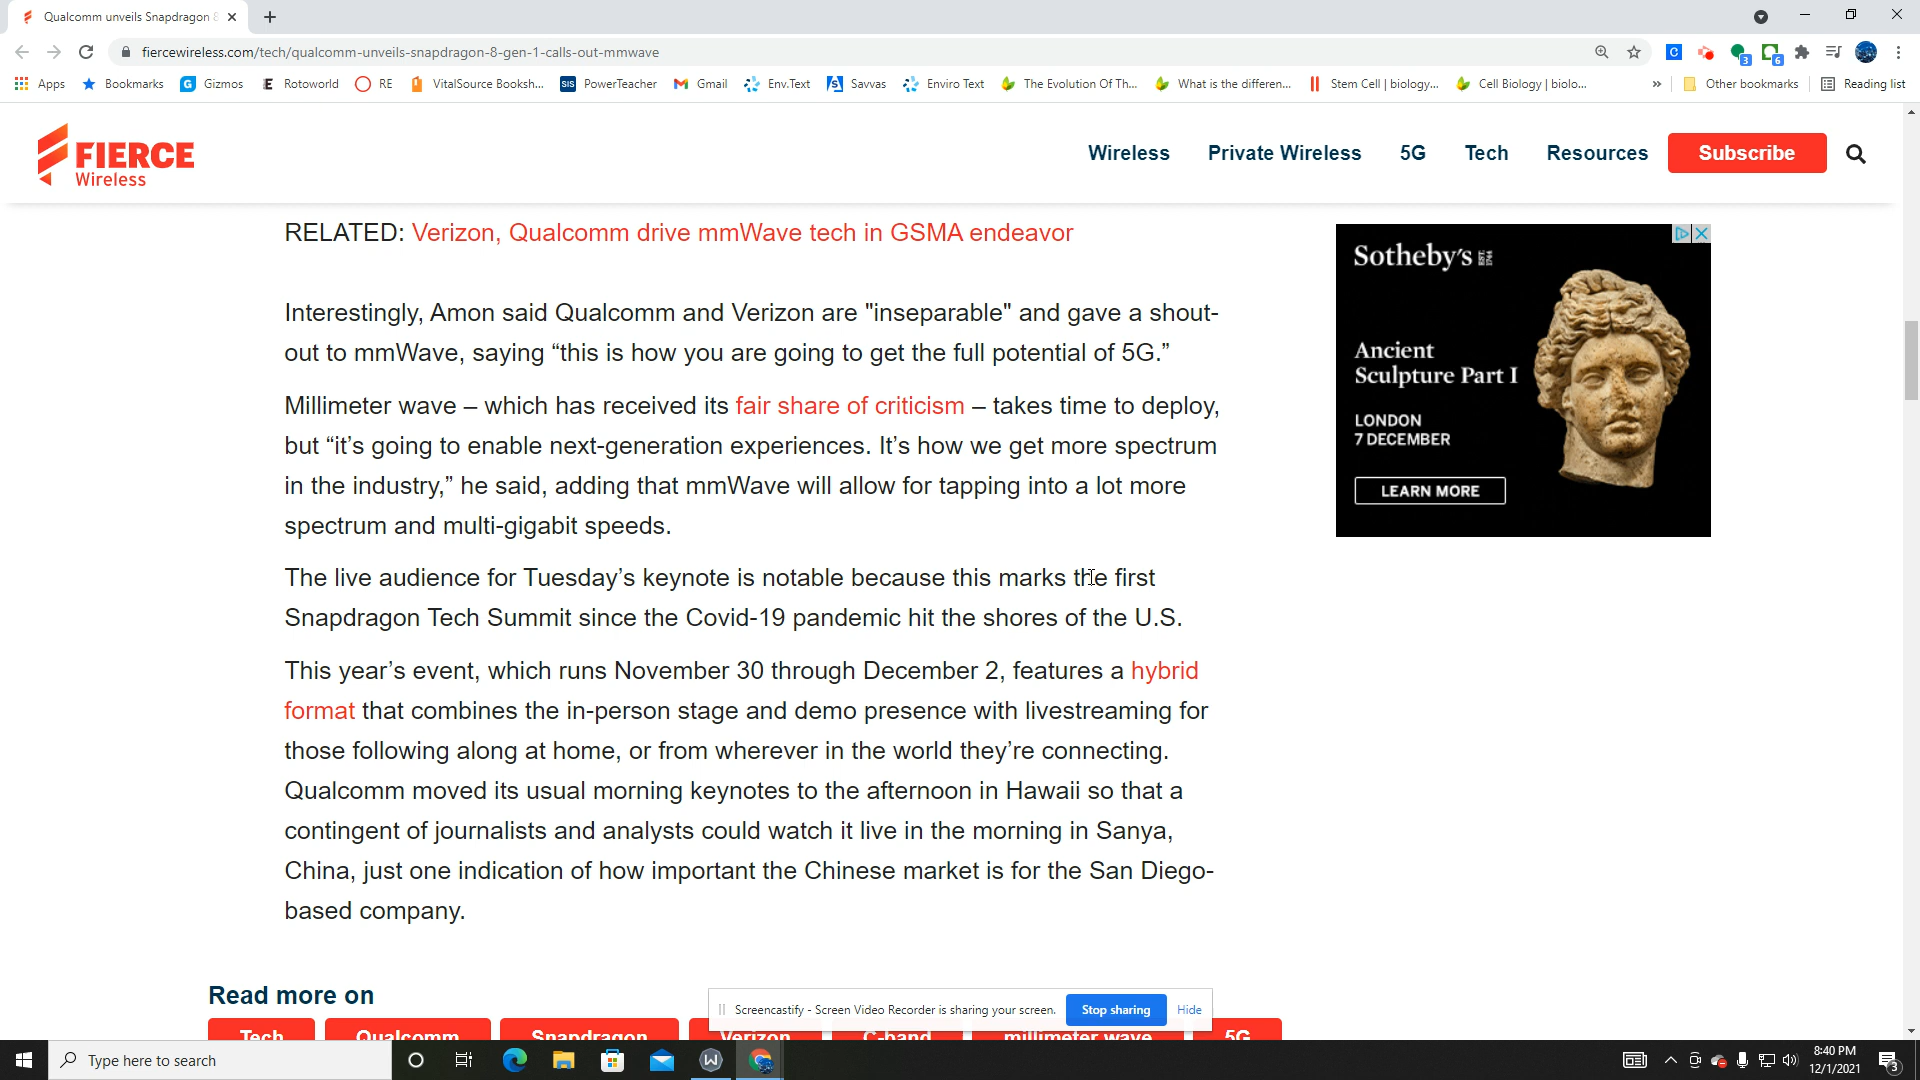 Qualcomm unveils Snapdragon 8
fiercewireless.com/tech/qualcomm-unveils-snapdragon-8-gen-1-calls-out-mmwave
C 3 6
Apps Bookmarks G Gizmos E Rotoworld RE VitalSource Booksh... SIS PowerTeacher Gmail Env.Text S Savvas Enviro Text The Evolution Of Th... What is the differen... Stem Cell | biology... Cell Biology | biolo... » Other bookmarks Reading list
FIERCE
Wireless
Wireless Private Wireless 5G Tech Resources Subscribe
RELATED: Verizon, Qualcomm drive mmWave tech in GSMA endeavor
Interestingly, Amon said Qualcomm and Verizon are "inseparable" and gave a shout-
out to mmWave, saying “this is how you are going to get the full potential of 5G.”
Millimeter wave – which has received its fair share of criticism – takes time to deploy,
but “it’s going to enable next-generation experiences. It’s how we get more spectrum
in the industry,” he said, adding that mmWave will allow for tapping into a lot more
spectrum and multi-gigabit speeds.
The live audience for Tuesday’s keynote is notable because this marks the first
Snapdragon Tech Summit since the Covid-19 pandemic hit the shores of the U.S.
This year’s event, which runs November 30 through December 2, features a hybrid
format that combines the in-person stage and demo presence with livestreaming for
those following along at home, or from wherever in the world they’re connecting.
Qualcomm moved its usual morning keynotes to the afternoon in Hawaii so that a
contingent of journalists and analysts could watch it live in the morning in Sanya,
China, just one indication of how important the Chinese market is for the San Diego-
based company.
Sotheby's EST. 1744
Ancient
Sculpture Part I
LONDON
7 DECEMBER
LEARN MORE
Read more on
Tech Qualcomm Snapdragon Verizon C-band millimeter wave 5G
Screencastify - Screen Video Recorder is sharing your screen. Stop sharing Hide
Type here to search
W
8:40 PM
12/1/2021
3